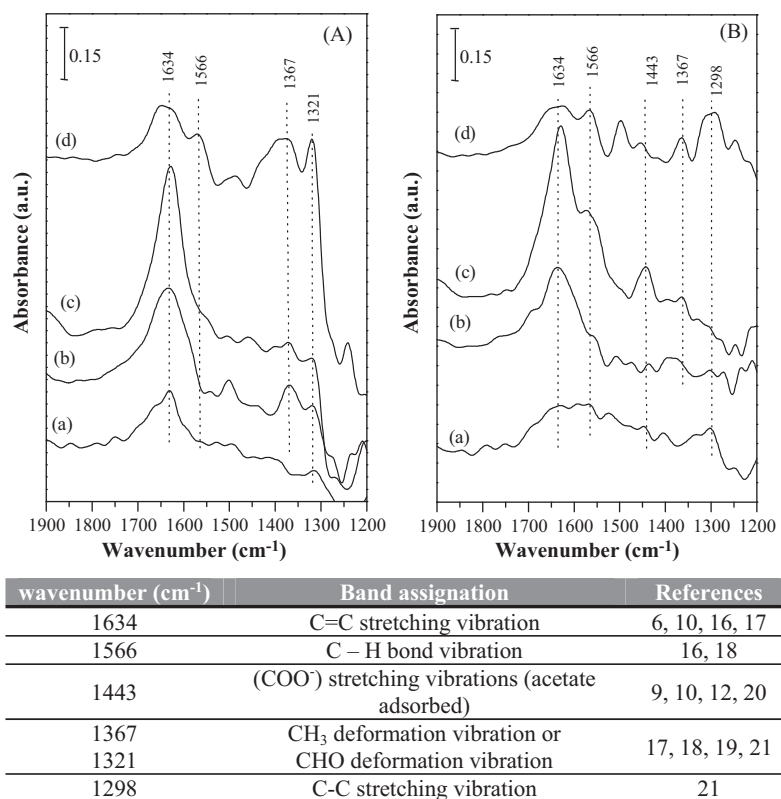 (A)
0.15
1634
1566
1367
1321
(d)
(c)
(b)
(a)
Absorbance (a.u.)
1900 1800 1700 1600 1500 1400 1300 1200
Wavenumber (cm-1)
(B)
0.15
1634
1566
1443
1367
1298
(d)
(c)
(b)
(a)
Absorbance (a.u.)
1900 1800 1700 1600 1500 1400 1300 1200
Wavenumber (cm-1)
wavenumber (cm-1) Band assignation References
1634 C=C stretching vibration 6, 10, 16, 17
1566 C – H bond vibration 16, 18
1443 (COO-) stretching vibrations (acetate adsorbed) 9, 10, 12, 20
1367 CH3 deformation vibration or
1321 CHO deformation vibration 17, 18, 19, 21
1298 C-C stretching vibration 21